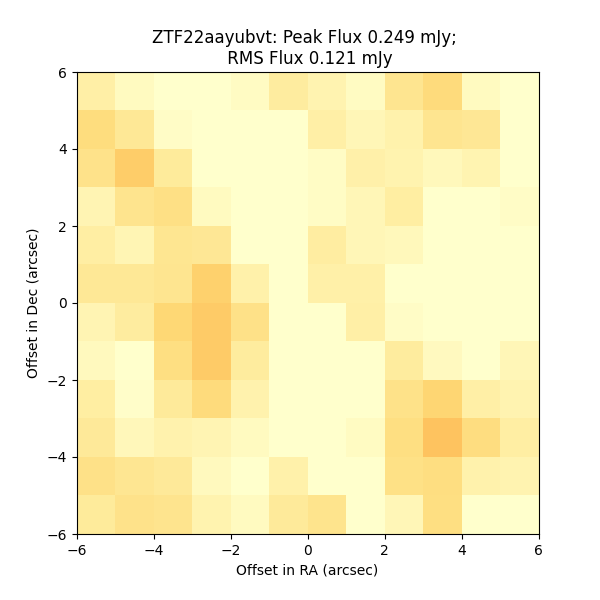 ZTF22aayubvt: Peak Flux 0.249 mJy;
RMS Flux 0.121 mJy
6
4
2
0
−2
−4
−6
Offset in Dec (arcsec)
−6 −4 −2 0 2 4 6
Offset in RA (arcsec)